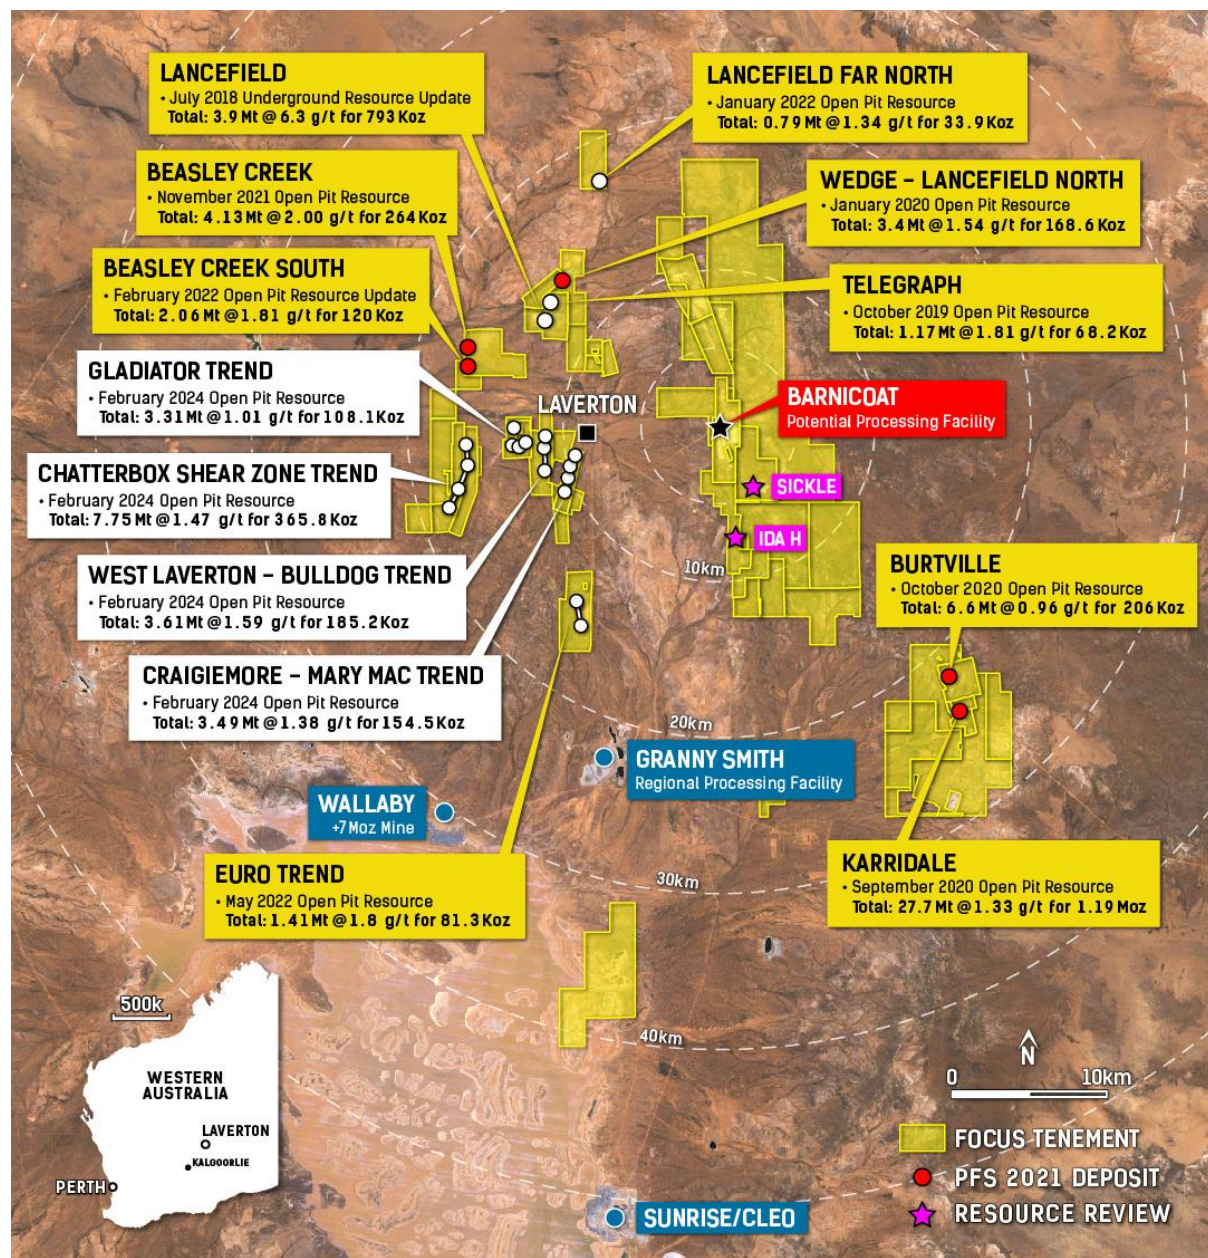 LANCEFIELD
• July 2018 Underground Resource Update
Total: 3.9 Mt @ 6.3 g/t for 793 Koz
LANCEFIELD FAR NORTH
• January 2022 Open Pit Resource
Total: 0.79 Mt @ 1.34 g/t for 33.9 Koz
BEASLEY CREEK
• November 2021 Open Pit Resource
Total: 4.13 Mt @ 2.00 g/t for 264 Koz
WEDGE – LANCEFIELD NORTH
• January 2020 Open Pit Resource
Total: 3.4 Mt @ 1.54 g/t for 168.6 Koz
BEASLEY CREEK SOUTH
• February 2022 Open Pit Resource Update
Total: 2.06 Mt @ 1.81 g/t for 120 Koz
TELEGRAPH
• October 2019 Open Pit Resource
Total: 1.17 Mt @ 1.81 g/t for 68.2 Koz
GLADIATOR TREND
• February 2024 Open Pit Resource
Total: 3.31 Mt @ 1.01 g/t for 108.1 Koz
LAVERTON
BARNICOAT
Potential Processing Facility
CHATTERBOX SHEAR ZONE TREND
• February 2024 Open Pit Resource
Total: 7.75 Mt @ 1.47 g/t for 365.8 Koz
SICKLE
IDA H
WEST LAVERTON – BULLDOG TREND
• February 2024 Open Pit Resource
Total: 3.61 Mt @ 1.59 g/t for 185.2 Koz
10km
BURTVILLE
• October 2020 Open Pit Resource
Total: 6.6 Mt @ 0.96 g/t for 206 Koz
CRAIGIEMORE – MARY MAC TREND
• February 2024 Open Pit Resource
Total: 3.49 Mt @ 1.38 g/t for 154.5 Koz
20km
GRANNY SMITH
Regional Processing Facility
WALLABY
+7 Moz Mine
EURO TREND
• May 2022 Open Pit Resource
Total: 1.41 Mt @ 1.8 g/t for 81.3 Koz
30km
KARRIDALE
• September 2020 Open Pit Resource
Total: 27.7 Mt @ 1.33 g/t for 1.19 Moz
40km
500k
WESTERN
AUSTRALIA
LAVERTON
KALGOORLIE
PERTH
N
0 10km
FOCUS TENEMENT
PFS 2021 DEPOSIT
RESOURCE REVIEW
SUNRISE/CLEO